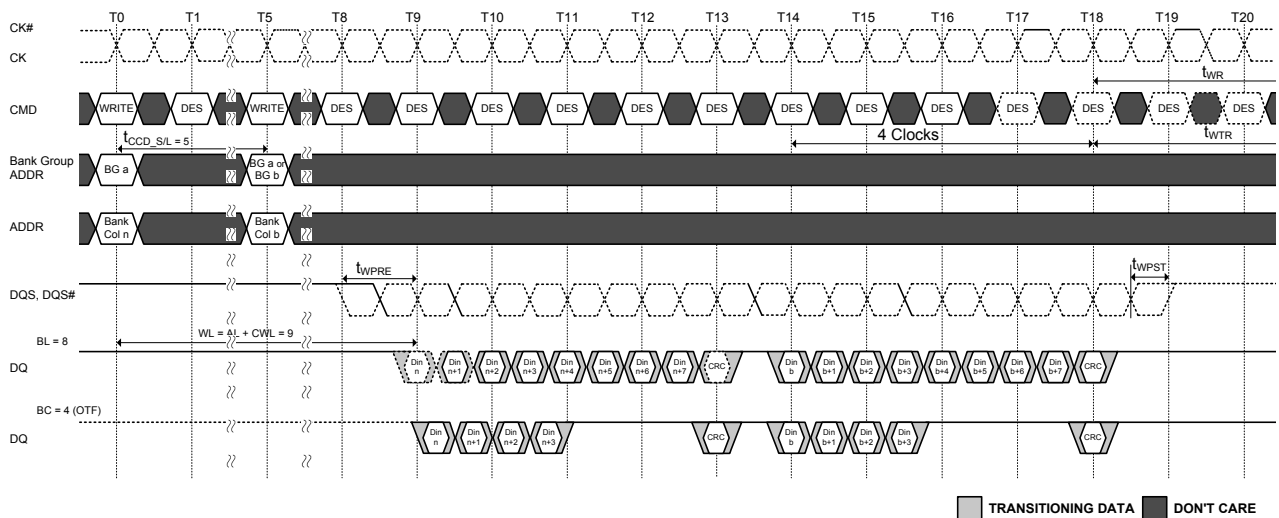 T0 T1 T5 T8 T9 T10 T11 T12 T13 T14 T15 T16 T17 T18 T19 T20
CK#
CK
tWR
CMD WRITE DES WRITE DES DES DES DES DES DES DES DES DES DES DES DES DES
tCCD_S/L = 5
4 Clocks
tWTR
Bank Group
ADDR
BG a
BG a or
BG b
ADDR
Bank
Col n
Bank
Col b
tWPRE
tWPST
DQS, DQS#
WL = AL + CWL = 9
BL = 8
DQ
Din n Din n+1 Din n+2 Din n+3 Din n+4 Din n+5 Din n+6 Din n+7 CRC Din b Din b+1 Din b+2 Din b+3 Din b+4 Din b+5 Din b+6 Din b+7 CRC
BC = 4 (OTF)
DQ
Din n Din n+1 Din n+2 Din n+3 CRC Din b Din b+1 Din b+2 Din b+3 CRC
TRANSITIONING DATA DON'T CARE